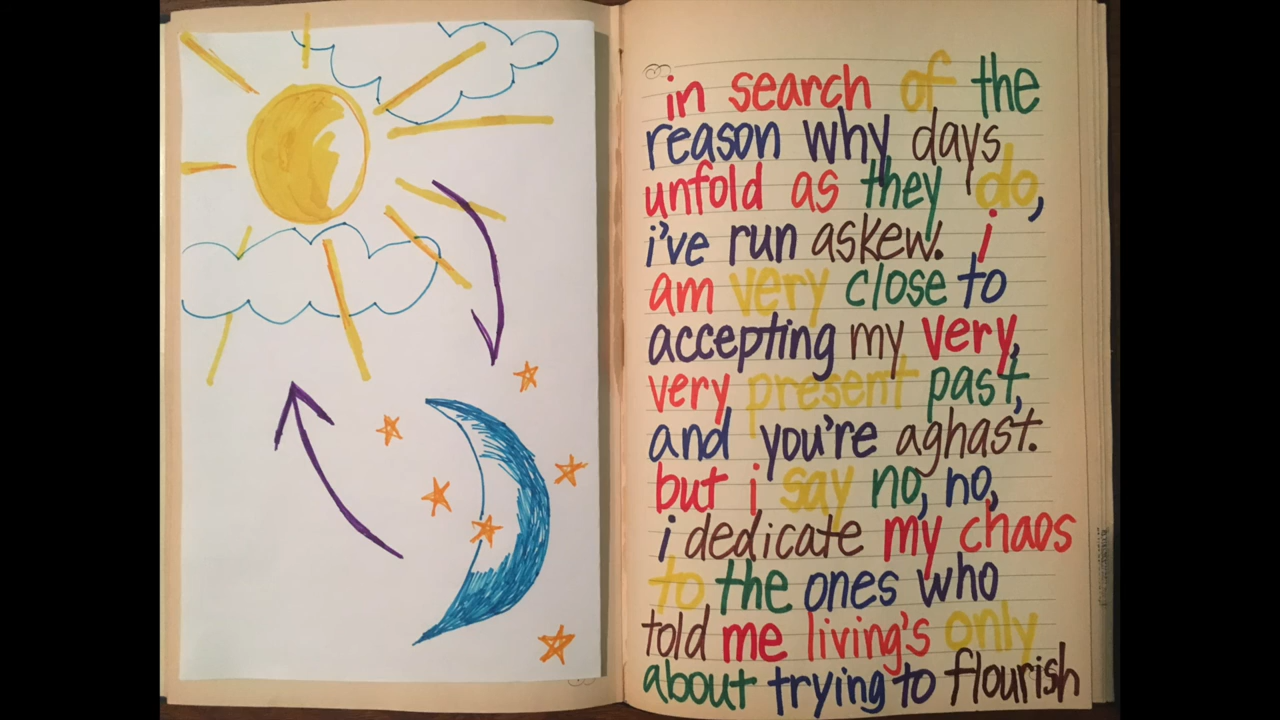 in search of the
reason why days
unfold as they do,
i've run askew. i
am very close to
accepting my very,
very present past,
and you're aghast.
but i say no, no,
i dedicate my chaos
to the ones who
told me living's only
about trying to flourish